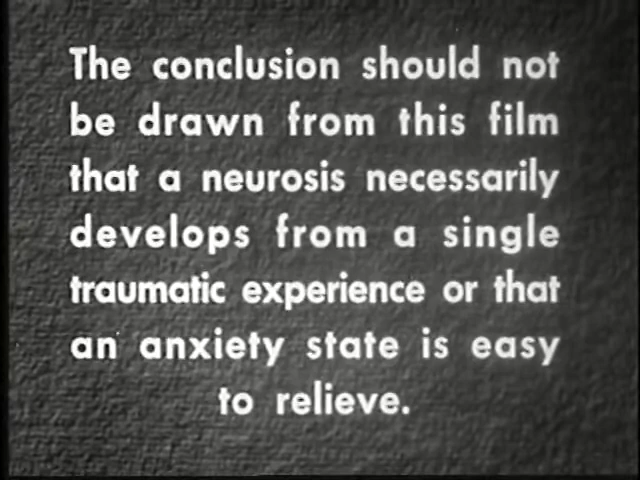 The conclusion should not
be drawn from this film
that a neurosis necessarily
develops from a single
traumatic experience or that
an anxiety state is easy
to relieve.